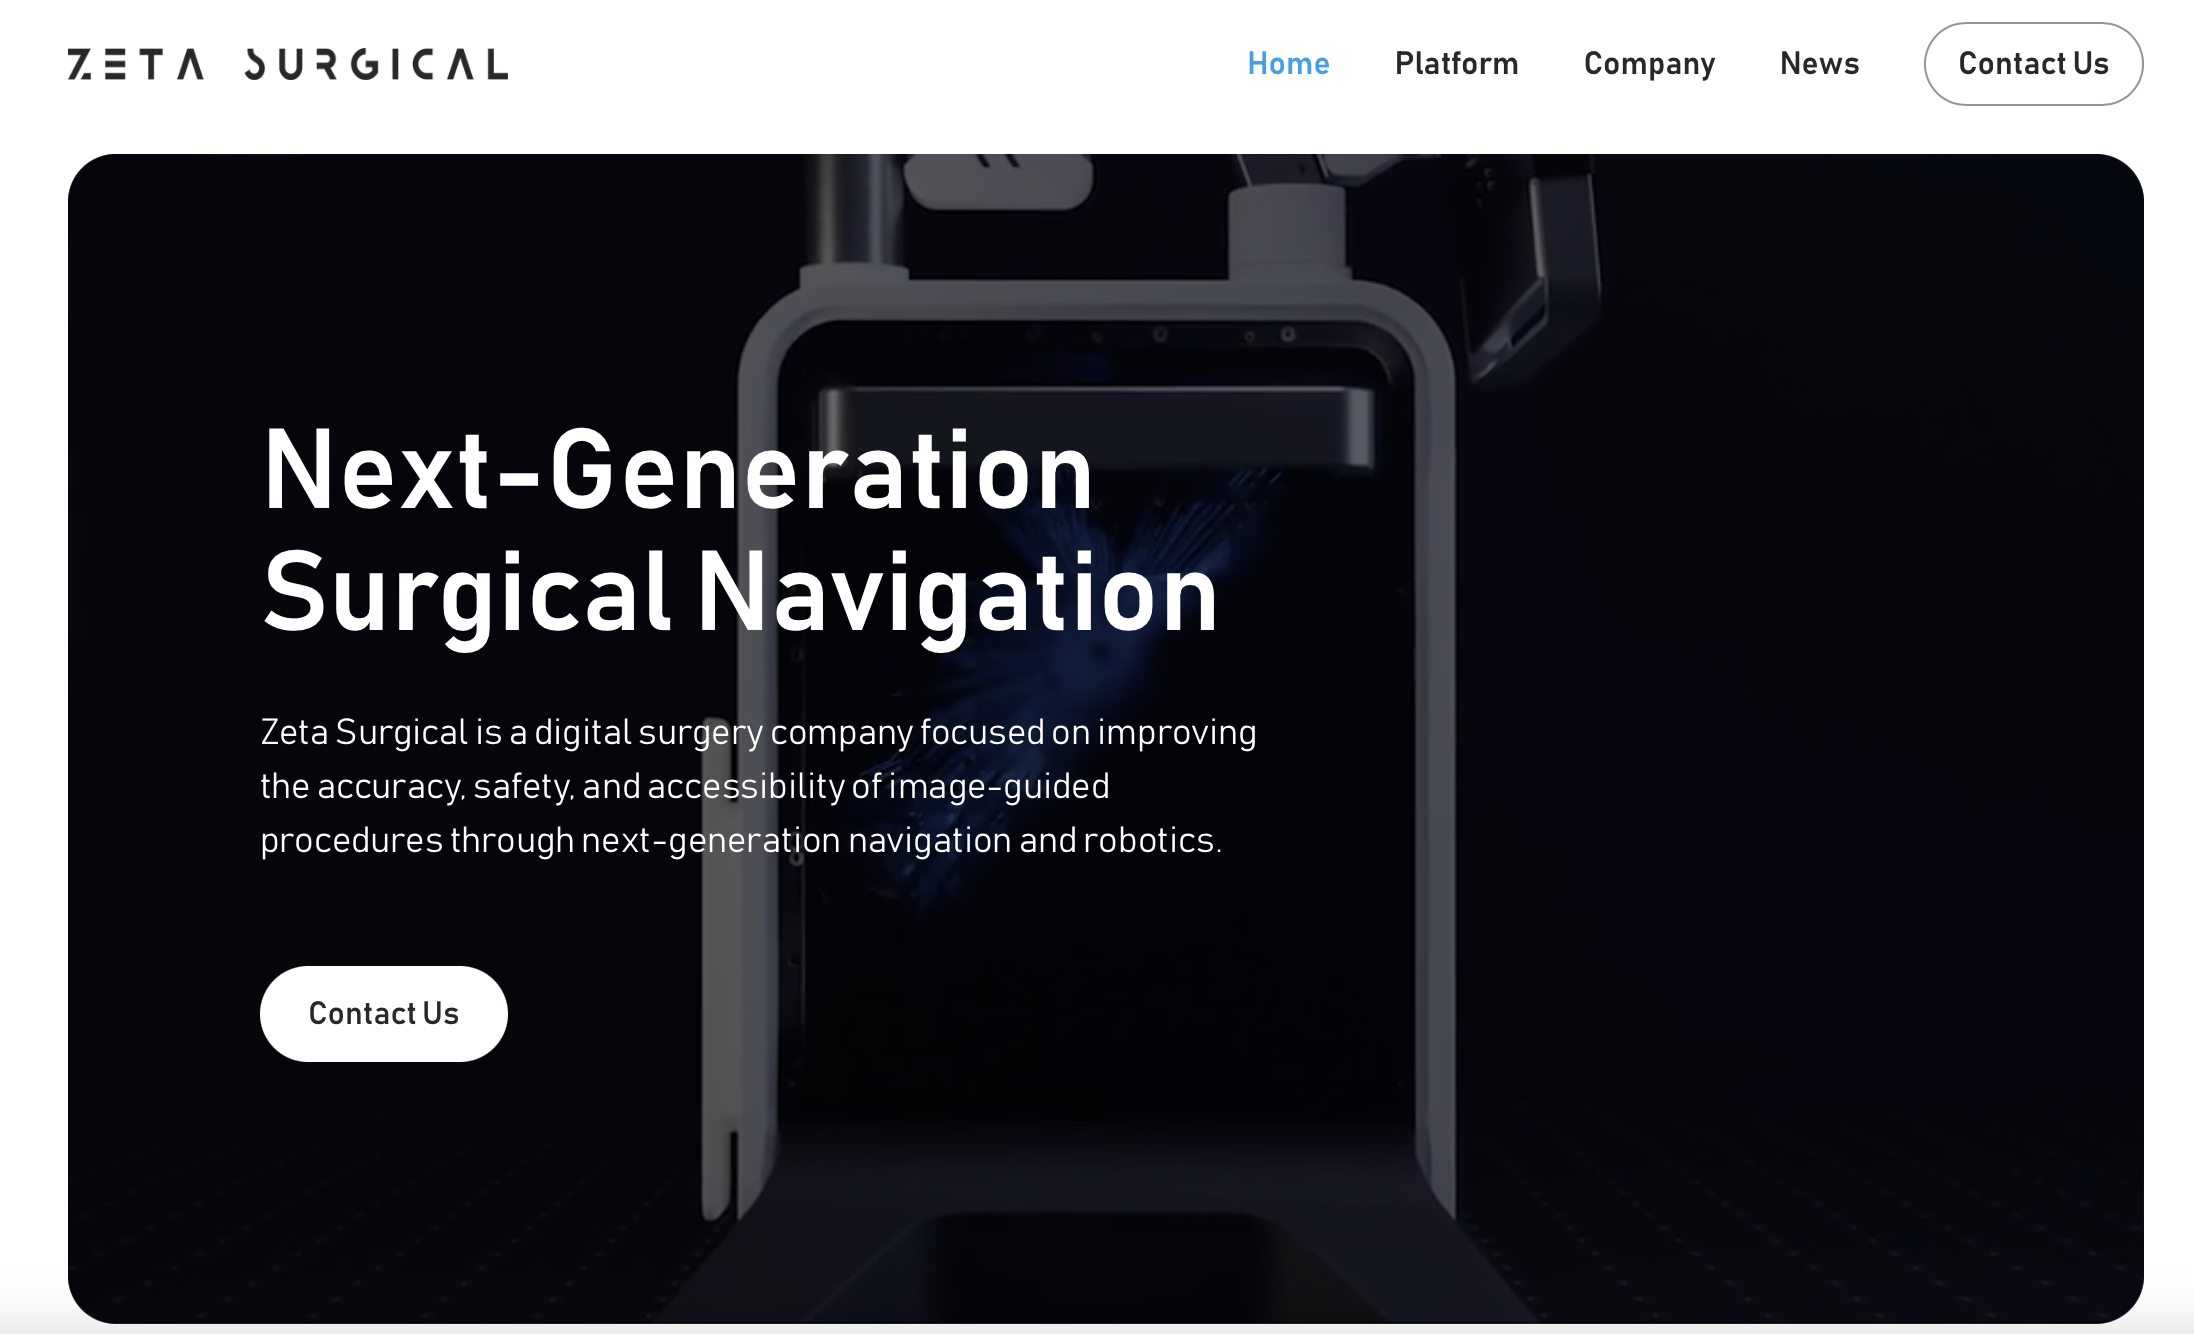 ZETA SURGICAL
Home Platform Company News Contact Us
Next-Generation
Surgical Navigation
Zeta Surgical is a digital surgery company focused on improving
the accuracy, safety, and accessibility of image-guided
procedures through next-generation navigation and robotics.
Contact Us